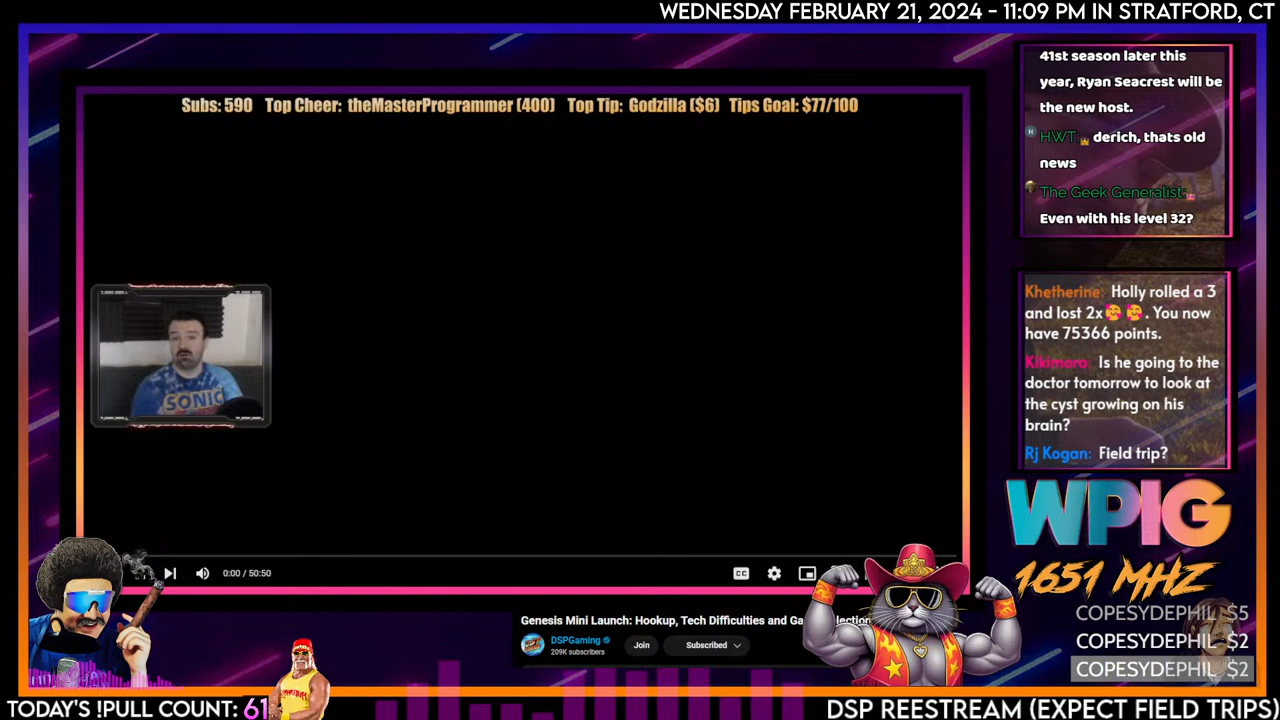 WEDNESDAY FEBRUARY 21, 2024 - 11:09 PM IN STRATFORD, CT
Subs: 590 Top Cheer: theMasterProgrammer (400) Top Tip: Godzilla ($6) Tips Goal: $77/100
SONIC
41st season later this
year, Ryan Seacrest will be
the new host.
HWT: derich, thats old
news
The Geek Generalist:
Even with his level 32?
Khetherine: Holly rolled a 3
and lost 2x🥰 🥰. You now
have 75366 points.
Kikimora: Is he going to the
doctor tomorrow to look at
the cyst growing on his
brain?
Rj Kogan: Field trip?
WPIG
1651 MHZ
COPESYDEPHIL $5
COPESYDEPHIL $2
COPESYDEPHIL $2
0:00 / 50:50
CC
Genesis Mini Launch: Hookup, Tech Difficulties and Ga lection
DSPGaming
209K subscribers
Join
Subscribed
TODAY'S !PULL COUNT: 61
DSP REESTREAM (EXPECT FIELD TRIPS)